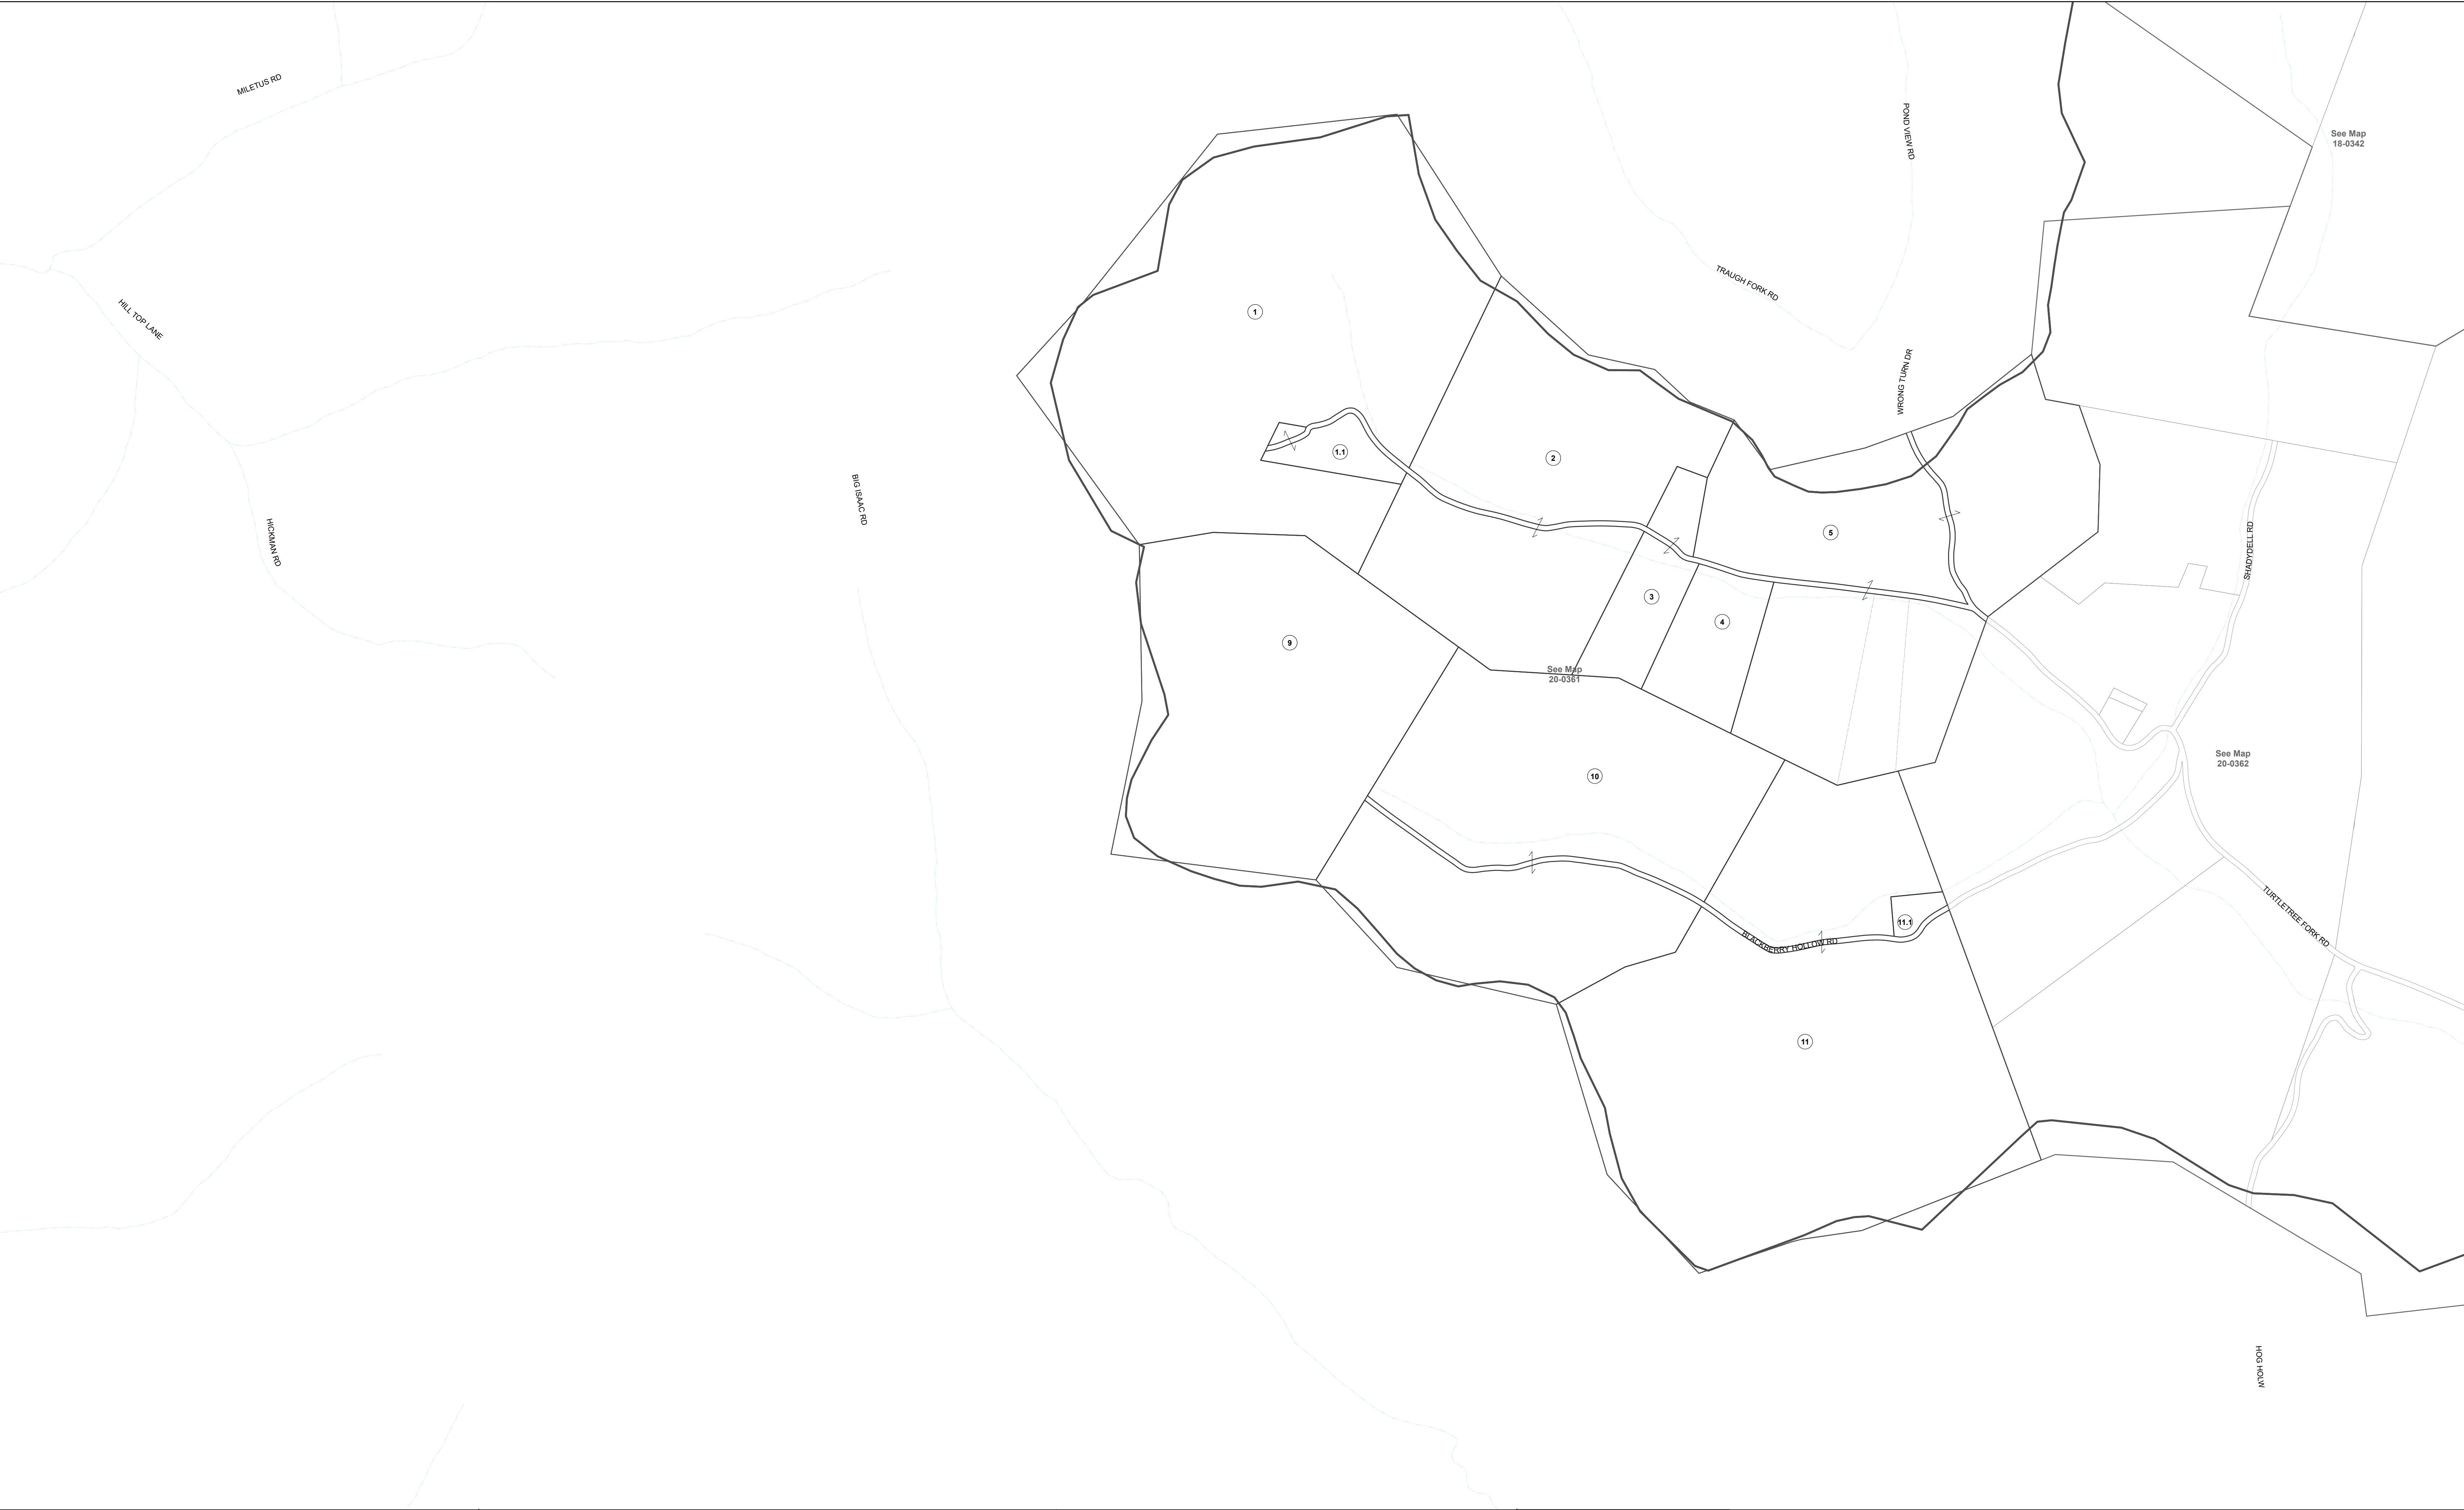 MILETUS RD
POND VIEW RD
See Map
18-0342
TRAUGH FORK RD
HILL TOP LANE
1
WRONG TURN DR
1.1
2
BIG ISAAC RD
HICKMAN RD
5
SHADYDELL RD
3
4
9
See Map
20-0361
See Map
20-0362
10
11.1
TURTLETREE FORK RD
BLACKBERRY HOLLOW RD
11
HOG HOLW